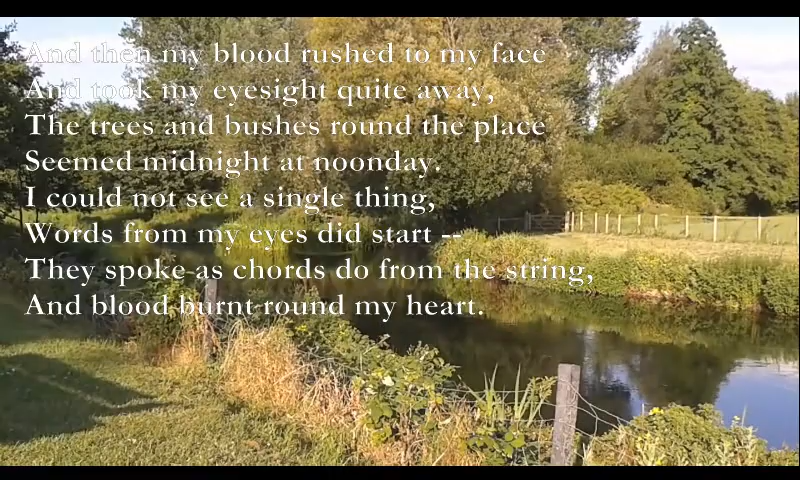 And then my blood rushed to my face
And took my eyesight quite away,
The trees and bushes round the place
Seemed midnight at noonday.
I could not see a single thing,
Words from my eyes did start --
They spoke as chords do from the string,
And blood burnt round my heart.